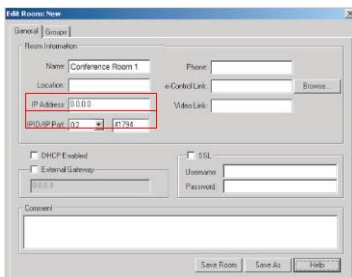 Edit Room: New
General Groups
Room Information
Name: Conference Room 1
Phone:
Location:
e-Control Link:
Browse...
IP Address: 0.0.0.0
Video Link:
IPID/IP Port: 02 41794
DHCP Enabled
SSL
External Gateway
Username:
0.0.0.0
Password:
Comment
Save Room Save As Help